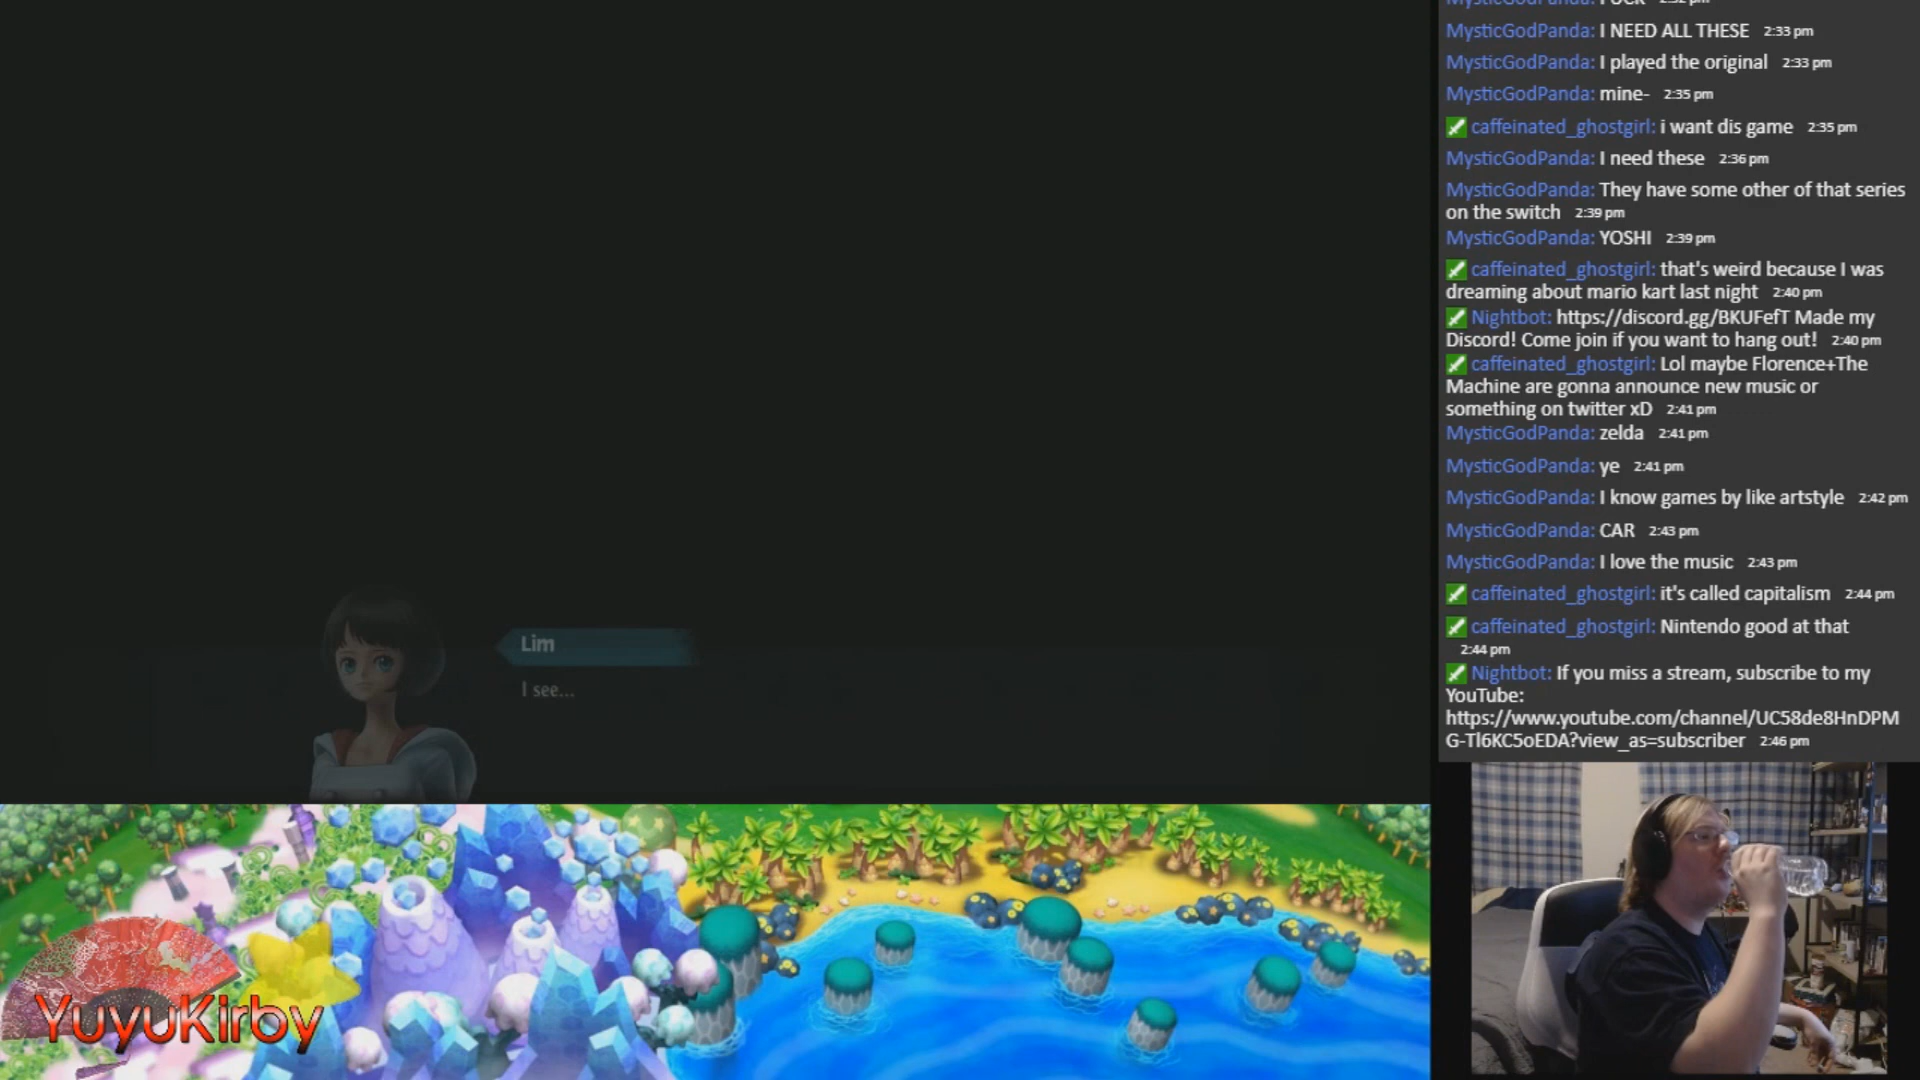 MysticGodPanda: FUCK 2:32 pm
MysticGodPanda: I NEED ALL THESE 2:33 pm
MysticGodPanda: I played the original 2:33 pm
MysticGodPanda: mine- 2:35 pm
caffeinated_ghostgirl: i want dis game 2:35 pm
MysticGodPanda: I need these 2:36 pm
MysticGodPanda: They have some other of that series
on the switch 2:39 pm
MysticGodPanda: YOSHI 2:39 pm
caffeinated_ghostgirl: that's weird because I was
dreaming about mario kart last night 2:40 pm
Nightbot: https://discord.gg/BKUFefT Made my
Discord! Come join if you want to hang out! 2:40 pm
caffeinated_ghostgirl: Lol maybe Florence+The
Machine are gonna announce new music or
something on twitter xD 2:41 pm
MysticGodPanda: zelda 2:41 pm
MysticGodPanda: ye 2:41 pm
MysticGodPanda: I know games by like artstyle 2:42 pm
MysticGodPanda: CAR 2:43 pm
MysticGodPanda: I love the music 2:43 pm
caffeinated_ghostgirl: it's called capitalism 2:44 pm
caffeinated_ghostgirl: Nintendo good at that
2:44 pm
Nightbot: If you miss a stream, subscribe to my
YouTube:
https://www.youtube.com/channel/UC58de8HnDPM
G-Tl6KC5oEDA?view_as=subscriber 2:46 pm
Lim
I see...
YuyuKirby